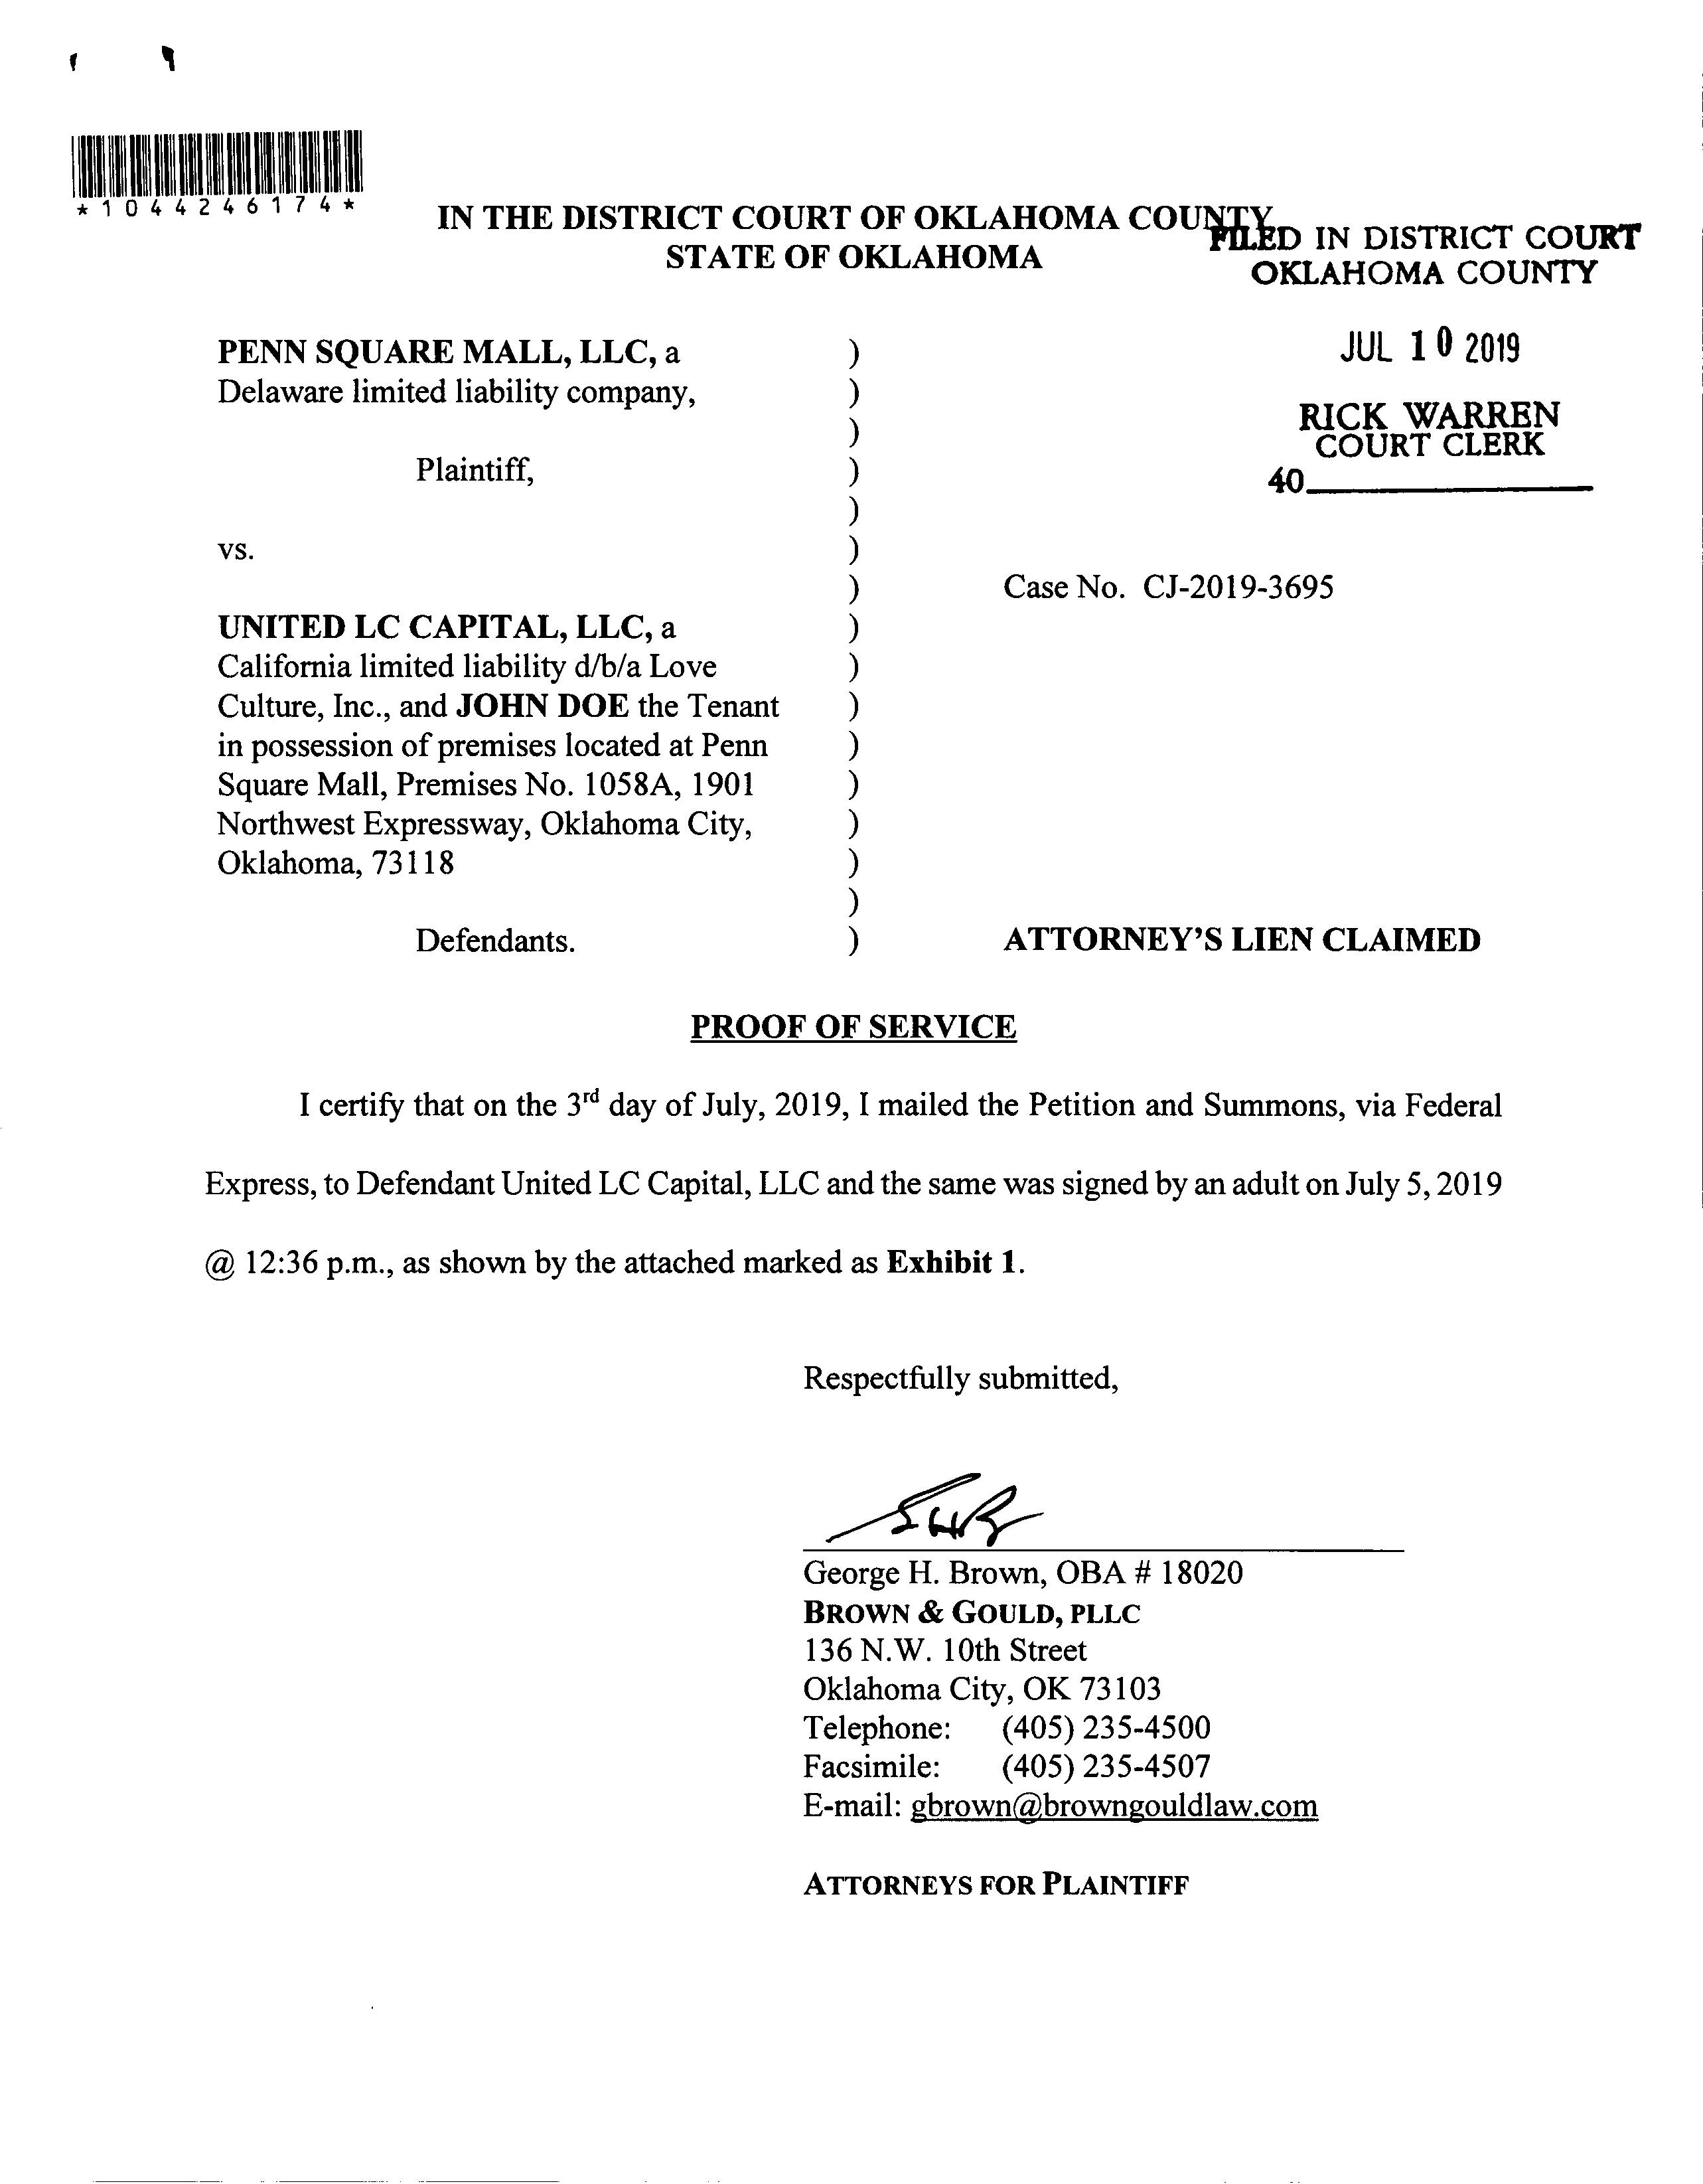 *1044246174*
IN THE DISTRICT COURT OF OKLAHOMA COUNTY
STATE OF OKLAHOMA
FILED IN DISTRICT COURT
OKLAHOMA COUNTY
JUL 10 2019
RICK WARREN
COURT CLERK
40
PENN SQUARE MALL, LLC, a )
Delaware limited liability company, )
)
Plaintiff, )
)
vs. )
) Case No. CJ-2019-3695
UNITED LC CAPITAL, LLC, a )
California limited liability d/b/a Love )
Culture, Inc., and JOHN DOE the Tenant )
in possession of premises located at Penn )
Square Mall, Premises No. 1058A, 1901 )
Northwest Expressway, Oklahoma City, )
Oklahoma, 73118 )
)
Defendants. ) ATTORNEY'S LIEN CLAIMED
PROOF OF SERVICE
I certify that on the 3rd day of July, 2019, I mailed the Petition and Summons, via Federal
Express, to Defendant United LC Capital, LLC and the same was signed by an adult on July 5, 2019
@ 12:36 p.m., as shown by the attached marked as Exhibit 1.
Respectfully submitted,
George H. Brown, OBA # 18020
BROWN & GOULD, PLLC
136 N.W. 10th Street
Oklahoma City, OK 73103
Telephone: (405) 235-4500
Facsimile: (405) 235-4507
E-mail: gbrown@browngouldlaw.com
ATTORNEYS FOR PLAINTIFF